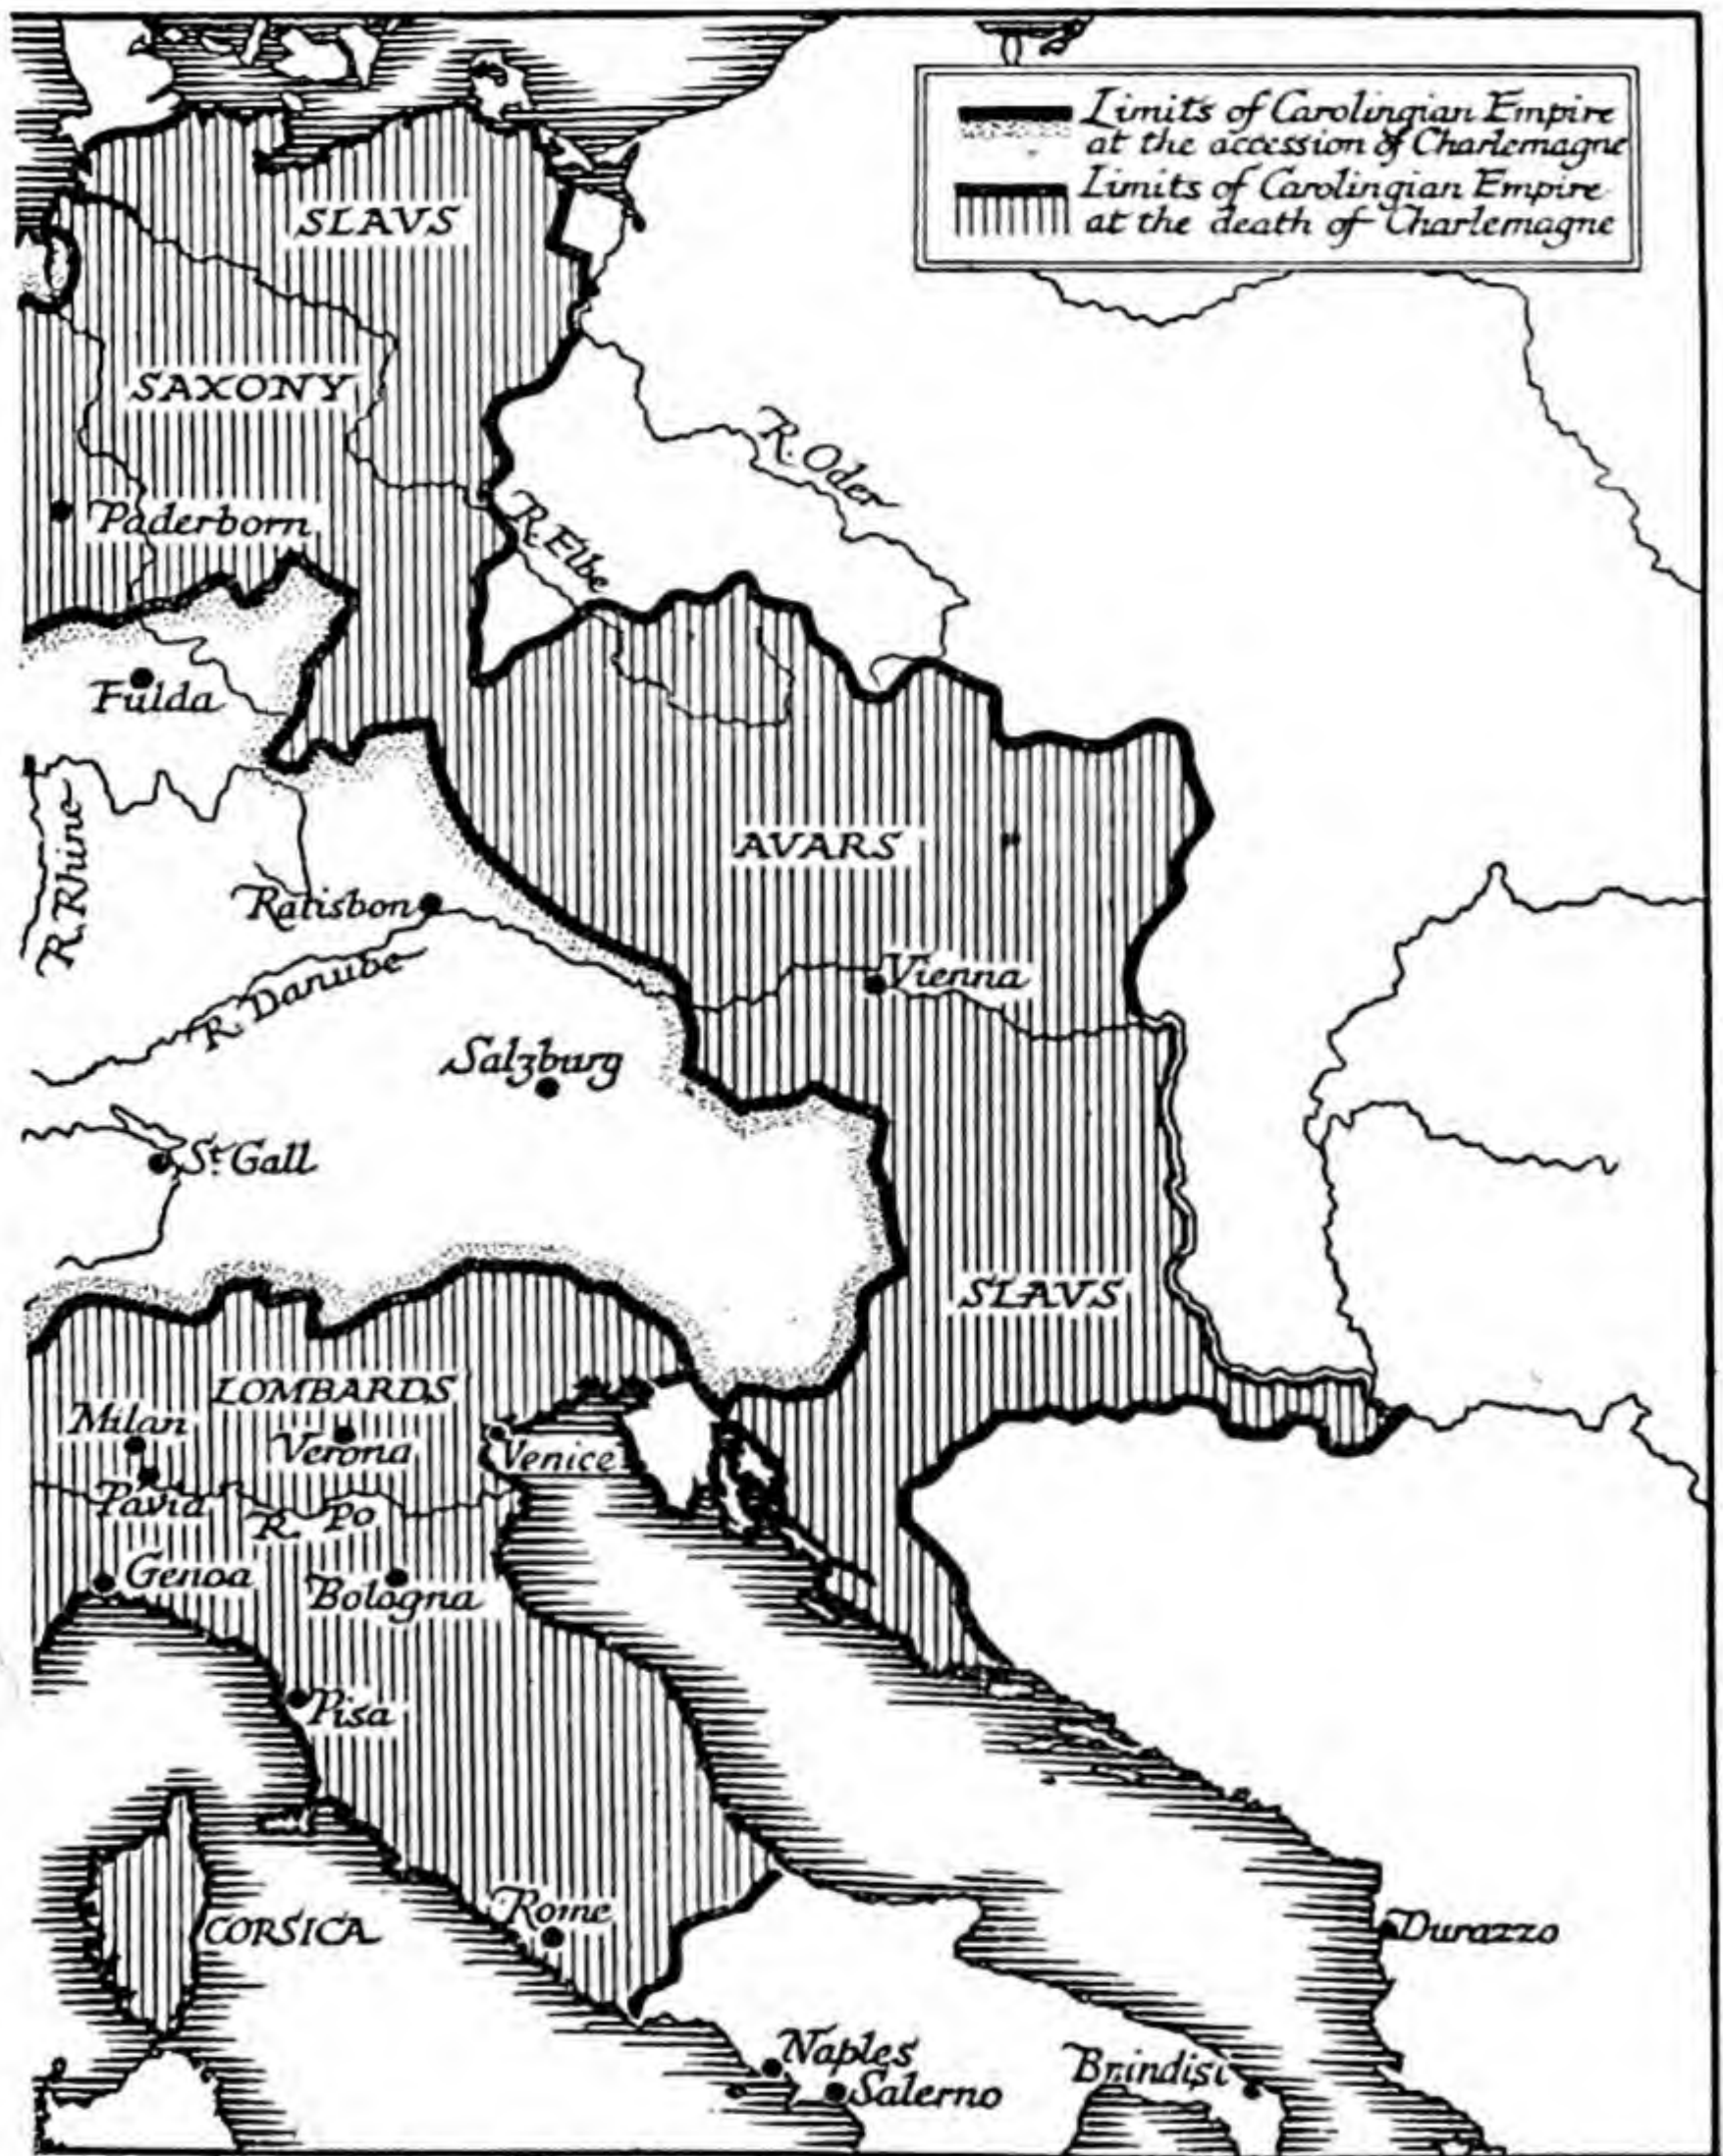 Limits of Carolingian Empire
at the accession of Charlemagne
Limits of Carolingian Empire
at the death of Charlemagne
SLAVS
SAXONY
R. Oder
Paderborn
R. Elbe
Fulda
R. Rhine
AVARS
Ratisbon
R. Danube
Vienna
Salzburg
St. Gall
SLAVS
LOMBARDS
Milan
Verona
Venice
Pavia
R. Po
Genoa
Bologna
Pisa
Rome
CORSICA
Durazzo
Naples
Brindisi
Salerno